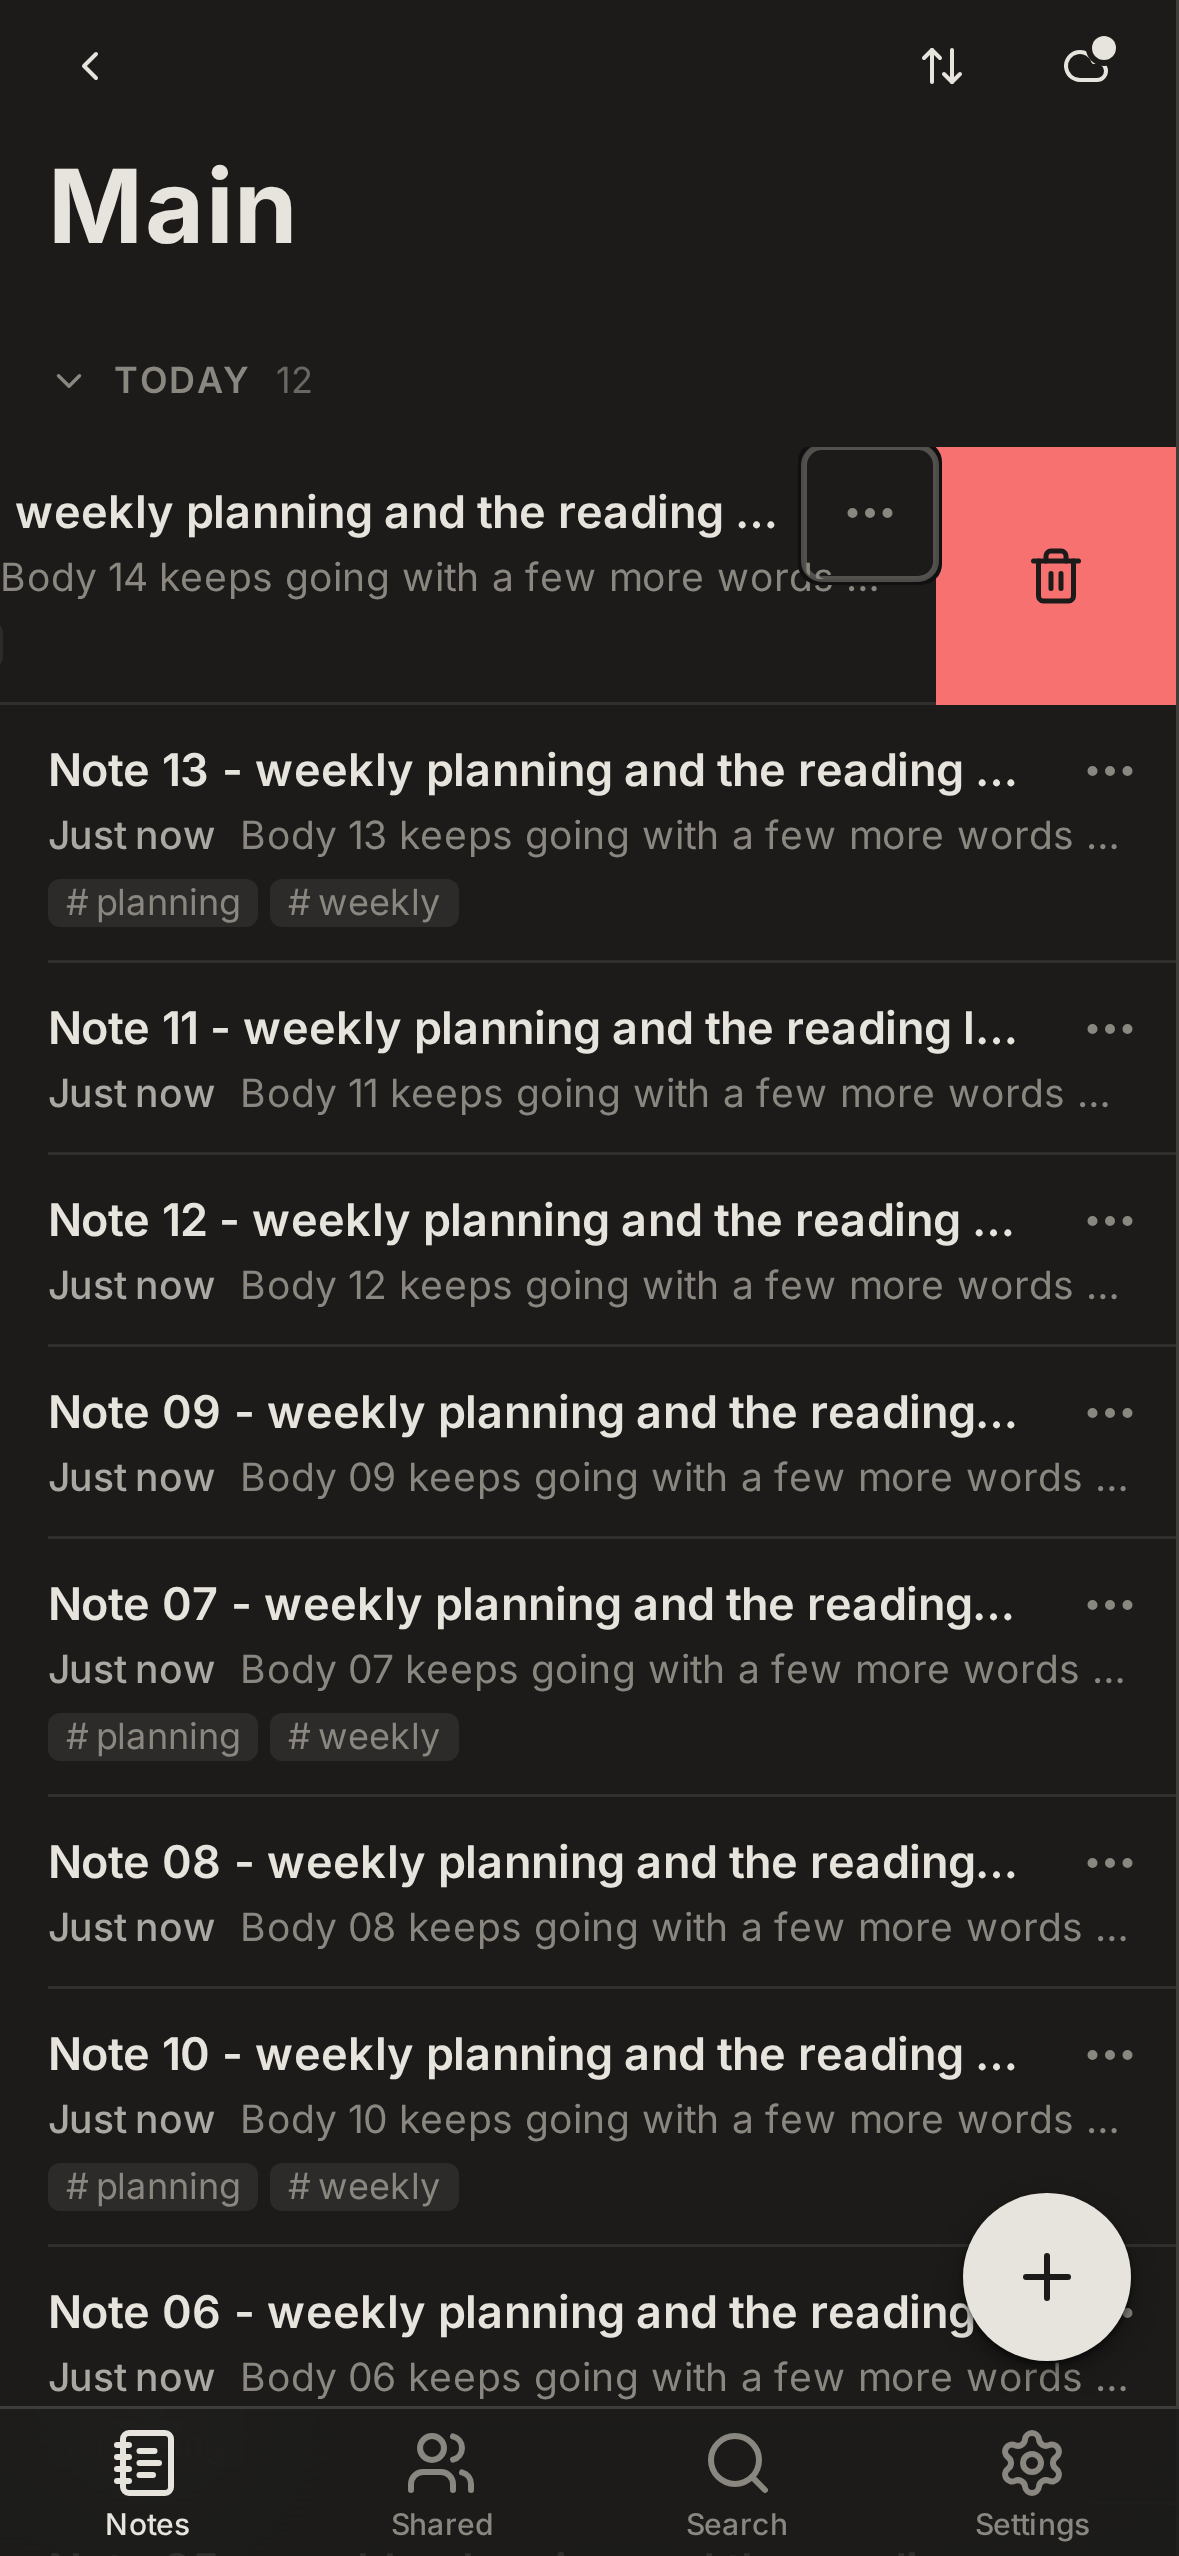 Main
TODAY 12
weekly planning and the reading ...
Body 14 keeps going with a few more words ...
Note 13 - weekly planning and the reading ...
Just now Body 13 keeps going with a few more words ...
# planning # weekly
Note 11 - weekly planning and the reading l...
Just now Body 11 keeps going with a few more words ...
Note 12 - weekly planning and the reading ...
Just now Body 12 keeps going with a few more words ...
Note 09 - weekly planning and the reading...
Just now Body 09 keeps going with a few more words ...
Note 07 - weekly planning and the reading...
Just now Body 07 keeps going with a few more words ...
# planning # weekly
Note 08 - weekly planning and the reading...
Just now Body 08 keeps going with a few more words ...
Note 10 - weekly planning and the reading ...
Just now Body 10 keeps going with a few more words ...
# planning # weekly
Note 06 - weekly planning and the reading
Just now Body 06 keeps going with a few more words ...
Notes Shared Search Settings